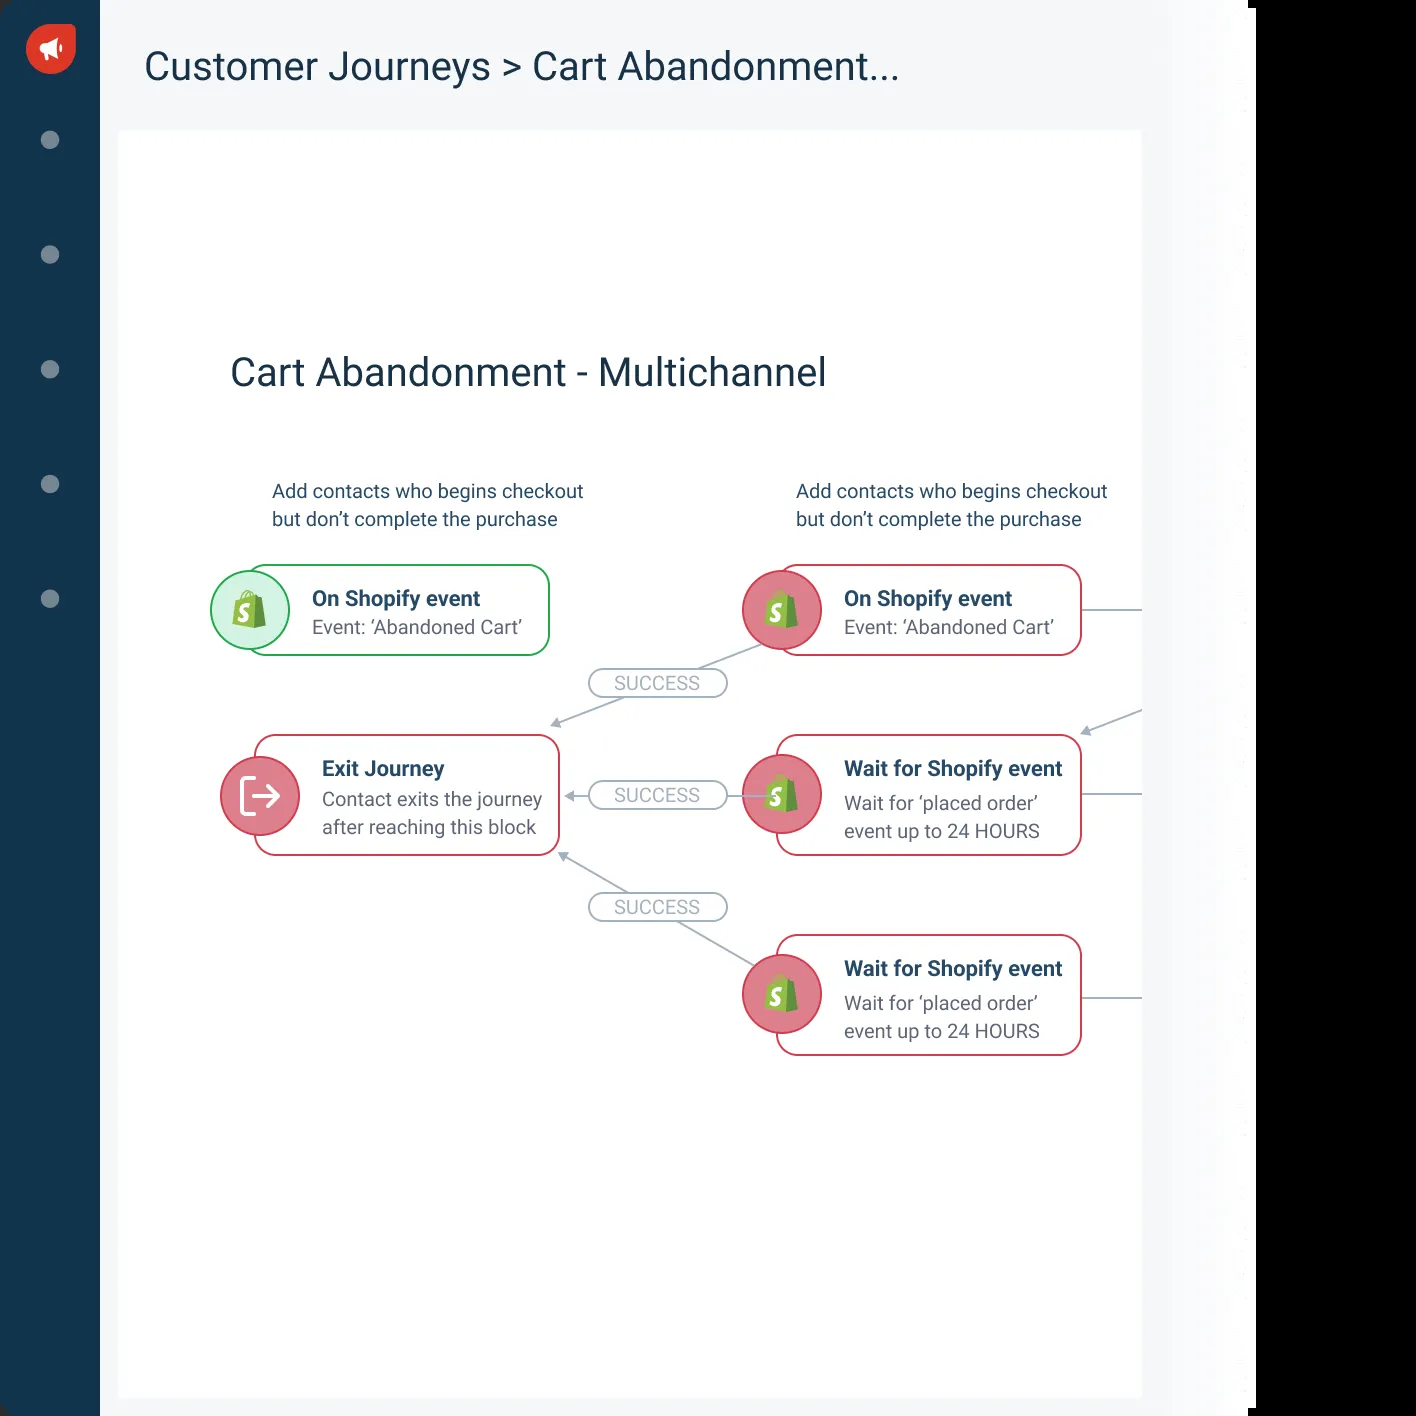 Customer Journeys > Cart Abandonment...
Cart Abandonment - Multichannel
Add contacts who begins checkout
but don’t complete the purchase
Add contacts who begins checkout
but don’t complete the purchase
On Shopify event
Event: ‘Abandoned Cart’
On Shopify event
Event: ‘Abandoned Cart’
SUCCESS
Exit Journey
Contact exits the journey
after reaching this block
SUCCESS
Wait for Shopify event
Wait for ‘placed order’
event up to 24 HOURS
SUCCESS
Wait for Shopify event
Wait for ‘placed order’
event up to 24 HOURS